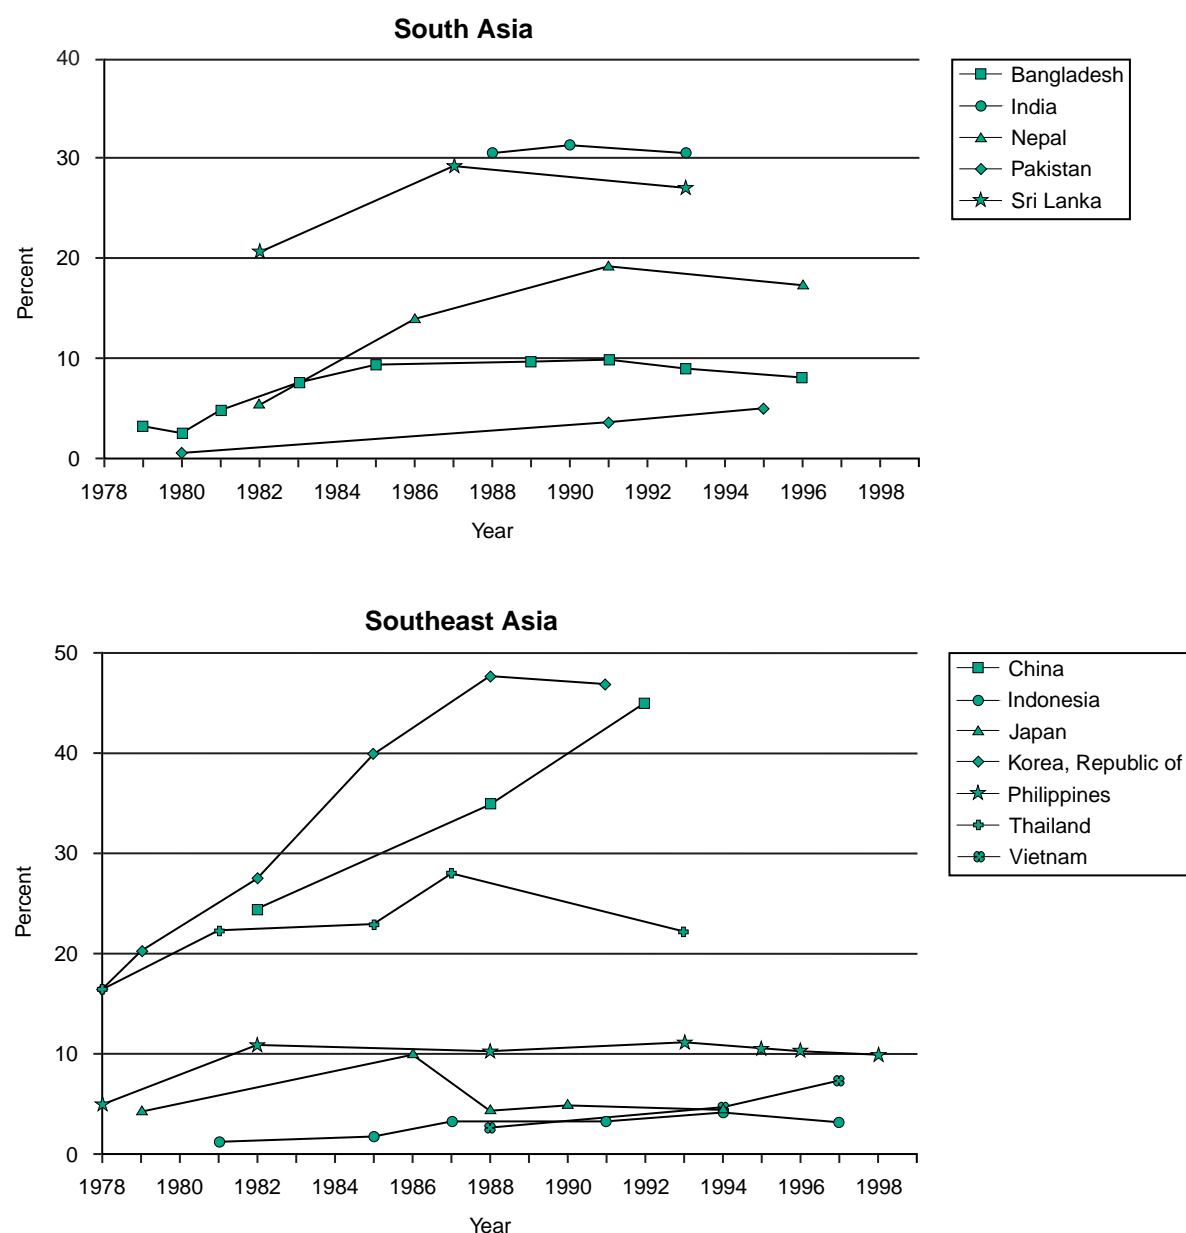 South Asia
40
30
20
10
0
Percent
1978 1980 1982 1984 1986 1988 1990 1992 1994 1996 1998
Year
Bangladesh
India
Nepal
Pakistan
Sri Lanka
Southeast Asia
50
40
30
20
10
0
Percent
1978 1980 1982 1984 1986 1988 1990 1992 1994 1996 1998
Year
China
Indonesia
Japan
Korea, Republic of
Philippines
Thailand
Vietnam